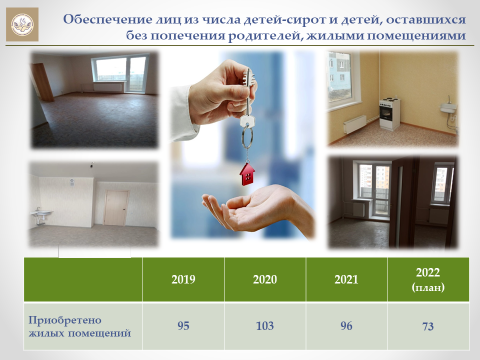 Обеспечение лиц из числа детей-сирот и детей, оставшихся
без попечения родителей, жилыми помещениями
2019 2020 2021 2022 (план)
Приобретено жилых помещений 95 103 96 73